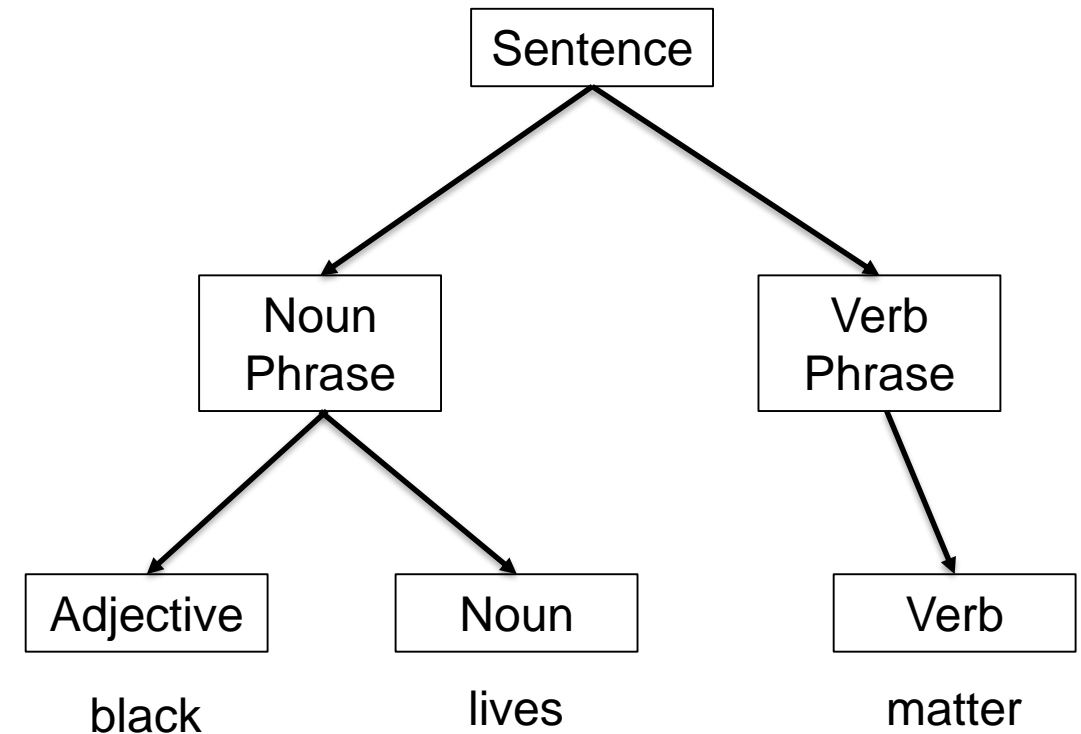 Sentence
Noun
Phrase
Verb
Phrase
Adjective
Noun
Verb
black
lives
matter